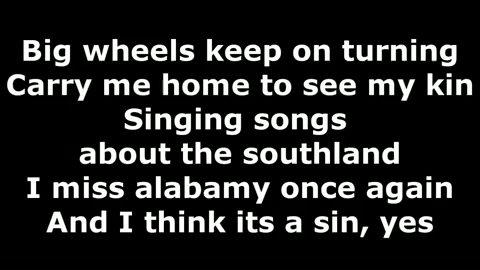 Big wheels keep on turning
Carry me home to see my kin
Singing songs
about the southland
I miss alabamy once again
And I think its a sin, yes